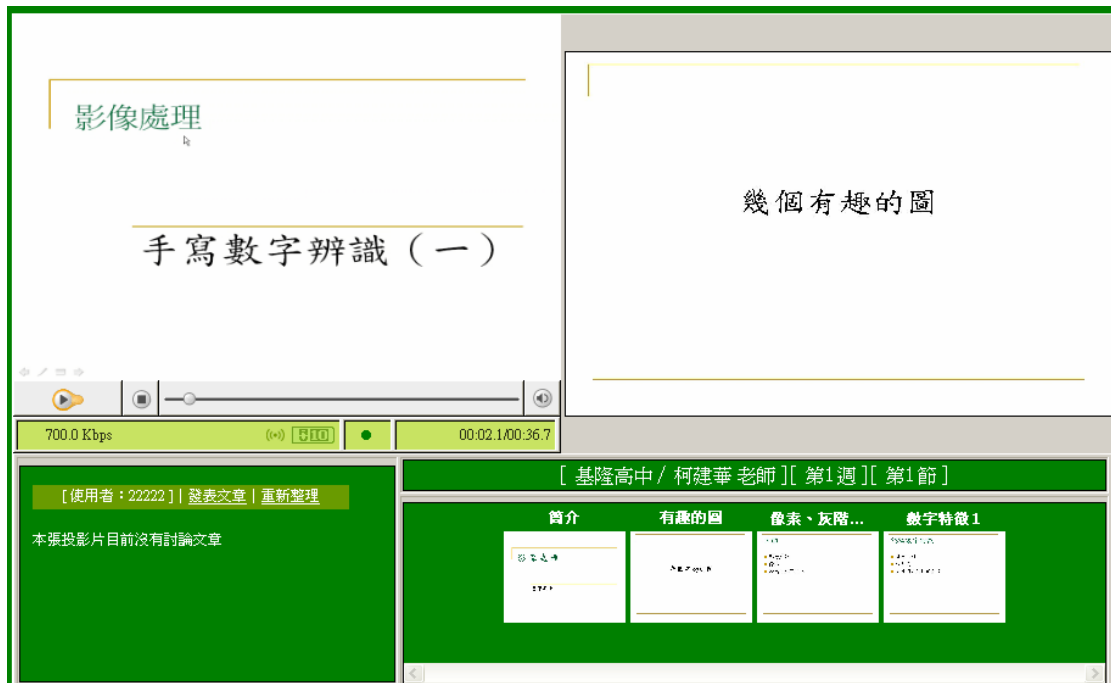 影像處理
手寫數字辨識（一）
幾個有趣的圖
700.0 Kbps
00:02.1/00:36.7
[使用者：22222] | 發表文章 | 重新整理
本張投影片目前沒有討論文章
[ 基隆高中 / 柯建華 老師 ][ 第1週 ][ 第1節 ]
簡介
有趣的圖
像素、灰階...
數字特徵1
影像處理